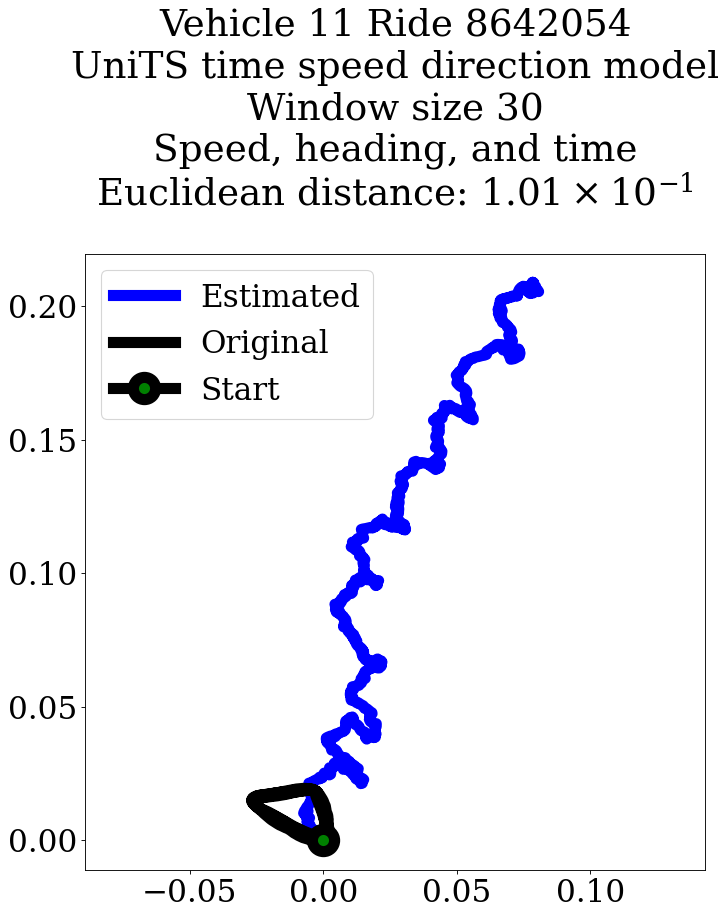 Vehicle 11 Ride 8642054
UniTS time speed direction model
Window size 30
Speed, heading, and time
Euclidean distance: 1.01 × 10⁻¹
Estimated
Original
Start
0.20
0.15
0.10
0.05
0.00
−0.05 0.00 0.05 0.10